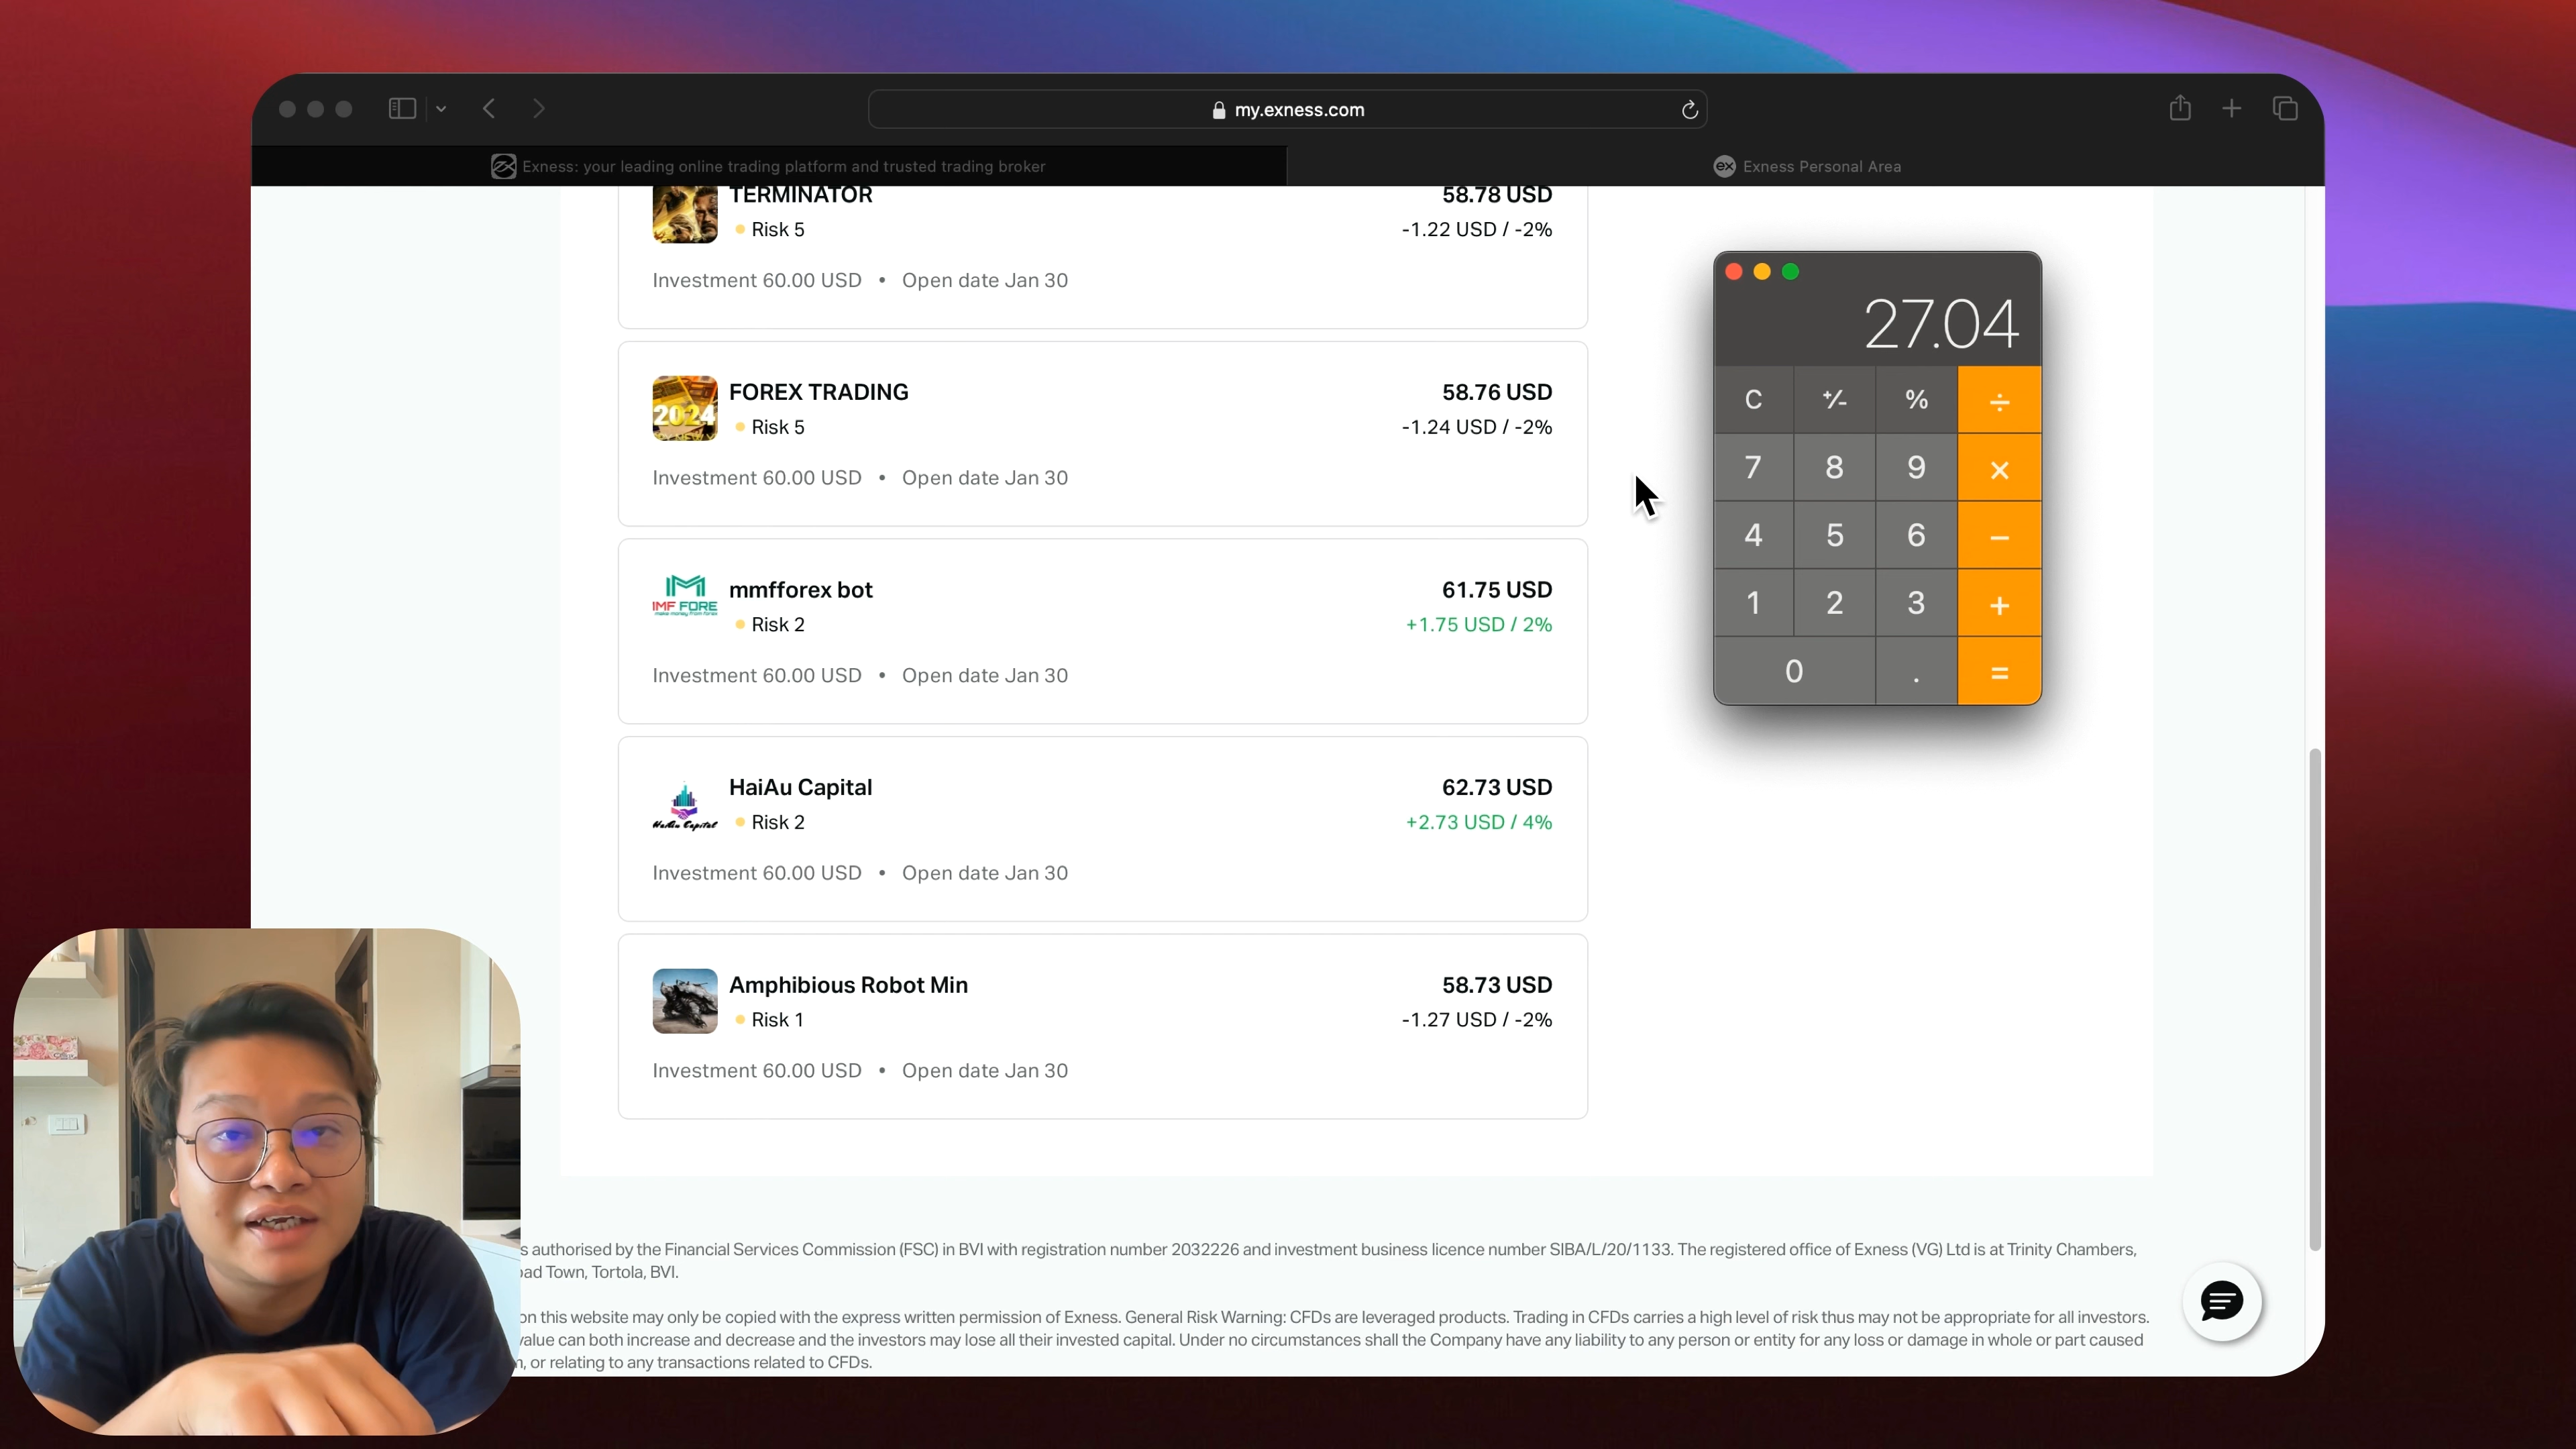 my.exness.com
Exness: your leading online trading platform and trusted trading broker
ex Exness Personal Area
TERMINATOR 58.78 USD
Risk 5 -1.22 USD / -2%
Investment 60.00 USD • Open date Jan 30
FOREX TRADING 58.76 USD
2024
Risk 5 -1.24 USD / -2%
Investment 60.00 USD • Open date Jan 30
mmfforex bot 61.75 USD
IMF FORE
make money from forex
Risk 2 +1.75 USD / 2%
Investment 60.00 USD • Open date Jan 30
HaiAu Capital 62.73 USD
HaiAu Capital
Risk 2 +2.73 USD / 4%
Investment 60.00 USD • Open date Jan 30
Amphibious Robot Min 58.73 USD
Risk 1 -1.27 USD / -2%
Investment 60.00 USD • Open date Jan 30
27.04
C +/- % ÷
7 8 9 ×
4 5 6 −
1 2 3 +
0 . =
s authorised by the Financial Services Commission (FSC) in BVI with registration number 2032226 and investment business licence number SIBA/L/20/1133. The registered office of Exness (VG) Ltd is at Trinity Chambers,
ad Town, Tortola, BVI.
on this website may only be copied with the express written permission of Exness. General Risk Warning: CFDs are leveraged products. Trading in CFDs carries a high level of risk thus may not be appropriate for all investors.
value can both increase and decrease and the investors may lose all their invested capital. Under no circumstances shall the Company have any liability to any person or entity for any loss or damage in whole or part caused
, or relating to any transactions related to CFDs.